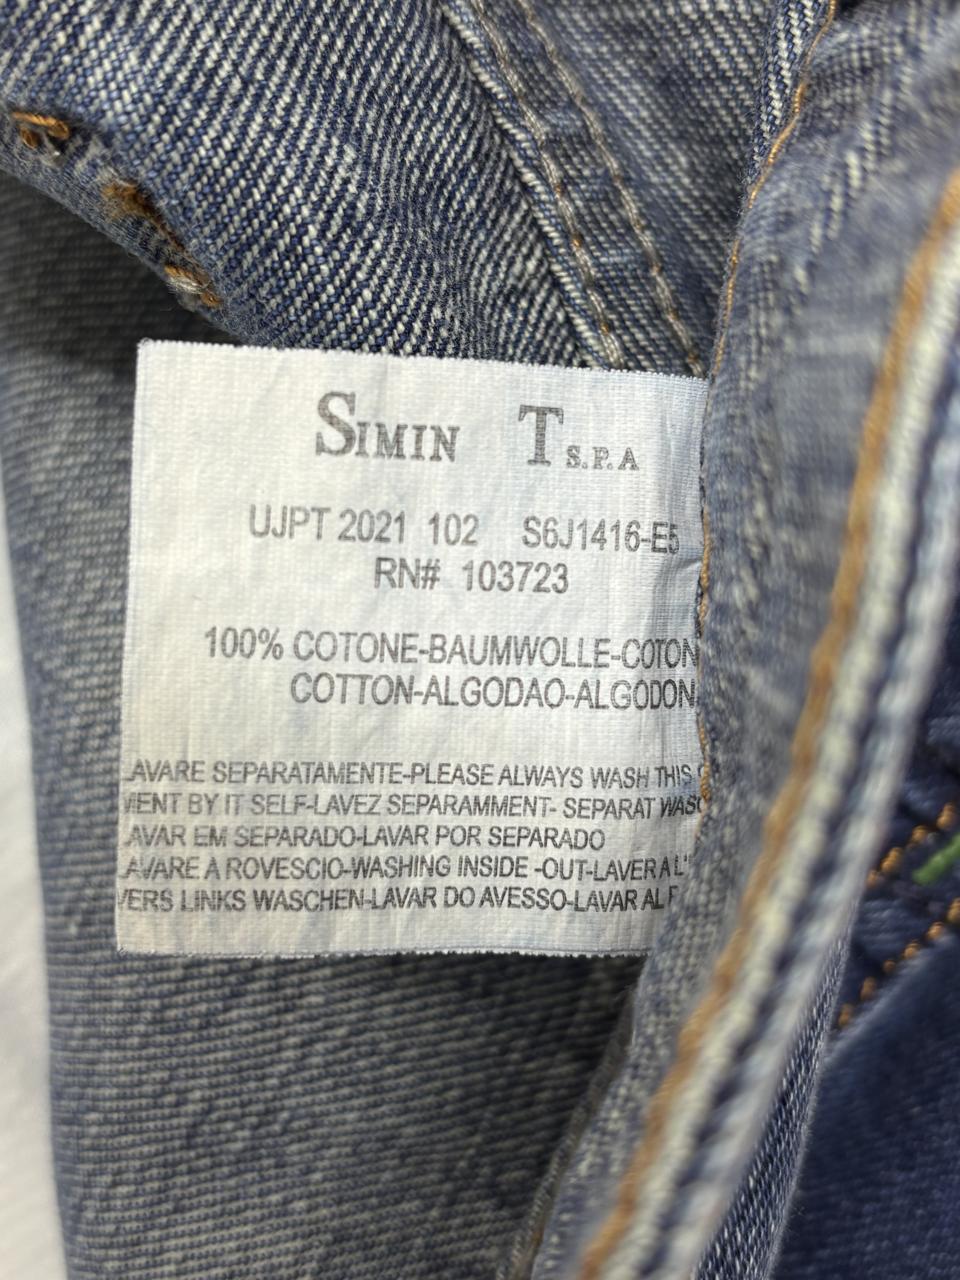 SIMIN T S.P.A
UJPT 2021 102 S6J1416-E5
RN# 103723
100% COTONE-BAUMWOLLE-COTON
COTTON-ALGODAO-ALGODON
LAVARE SEPARATAMENTE-PLEASE ALWAYS WASH THIS
MENT BY IT SELF-LAVEZ SEPARAMMENT- SEPARAT WASC
LAVAR EM SEPARADO-LAVAR POR SEPARADO
LAVARE A ROVESCIO-WASHING INSIDE -OUT-LAVER A L'
VERS LINKS WASCHEN-LAVAR DO AVESSO-LAVAR AL